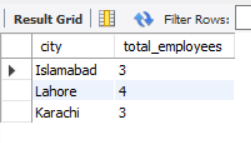 Result Grid Filter Rows:
city total_employees
Islamabad 3
Lahore 4
Karachi 3